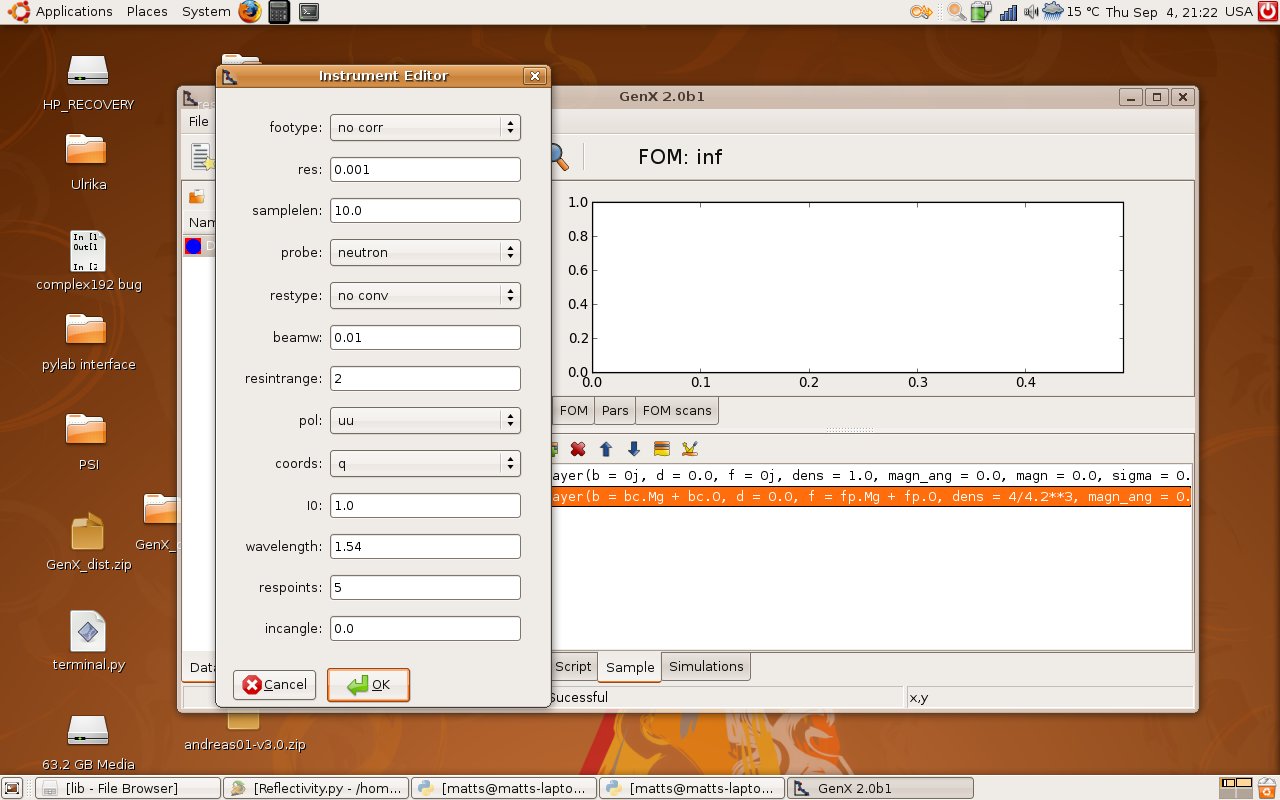 Applications Places System 15 °C Thu Sep 4, 21:22 USA
HP_RECOVERY
Ulrika
In [1
Out[1
In [2
complex192 bug
pylab interface
PSI
GenX_dist.zip
terminal.py
63.2 GB Media
andreas01-v3.0.zip
Instrument Editor
footype: no corr
res: 0.001
samplelen: 10.0
probe: neutron
restype: no conv
beamw: 0.01
resintrange: 2
pol: uu
coords: q
I0: 1.0
wavelength: 1.54
respoints: 5
incangle: 0.0
Cancel OK
GenX 2.0b1
File
FOM: inf
1.0
0.8
0.6
0.4
0.2
0.0
0.0 0.1 0.2 0.3 0.4
FOM Pars FOM scans
ayer(b = 0j, d = 0.0, f = 0j, dens = 1.0, magn_ang = 0.0, magn = 0.0, sigma = 0.
ayer(b = bc.Mg + bc.O, d = 0.0, f = fp.Mg + fp.O, dens = 4/4.2**3, magn_ang = 0.
Data
Script Sample Simulations
Sucessful x,y
[lib - File Browser] [Reflectivity.py - /hom... [matts@matts-lapto... [matts@matts-lapto... GenX 2.0b1